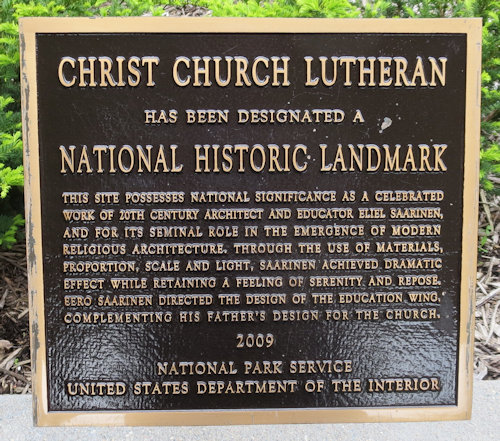 CHRIST CHURCH LUTHERAN
HAS BEEN DESIGNATED A
NATIONAL HISTORIC LANDMARK
THIS SITE POSSESSES NATIONAL SIGNIFICANCE AS A CELEBRATED
WORK OF 20TH CENTURY ARCHITECT AND EDUCATOR ELIEL SAARINEN,
AND FOR ITS SEMINAL ROLE IN THE EMERGENCE OF MODERN
RELIGIOUS ARCHITECTURE. THROUGH THE USE OF MATERIALS,
PROPORTION, SCALE AND LIGHT, SAARINEN ACHIEVED DRAMATIC
EFFECT WHILE RETAINING A FEELING OF SERENITY AND REPOSE.
EERO SAARINEN DIRECTED THE DESIGN OF THE EDUCATION WING,
COMPLEMENTING HIS FATHER'S DESIGN FOR THE CHURCH.
2009
NATIONAL PARK SERVICE
UNITED STATES DEPARTMENT OF THE INTERIOR